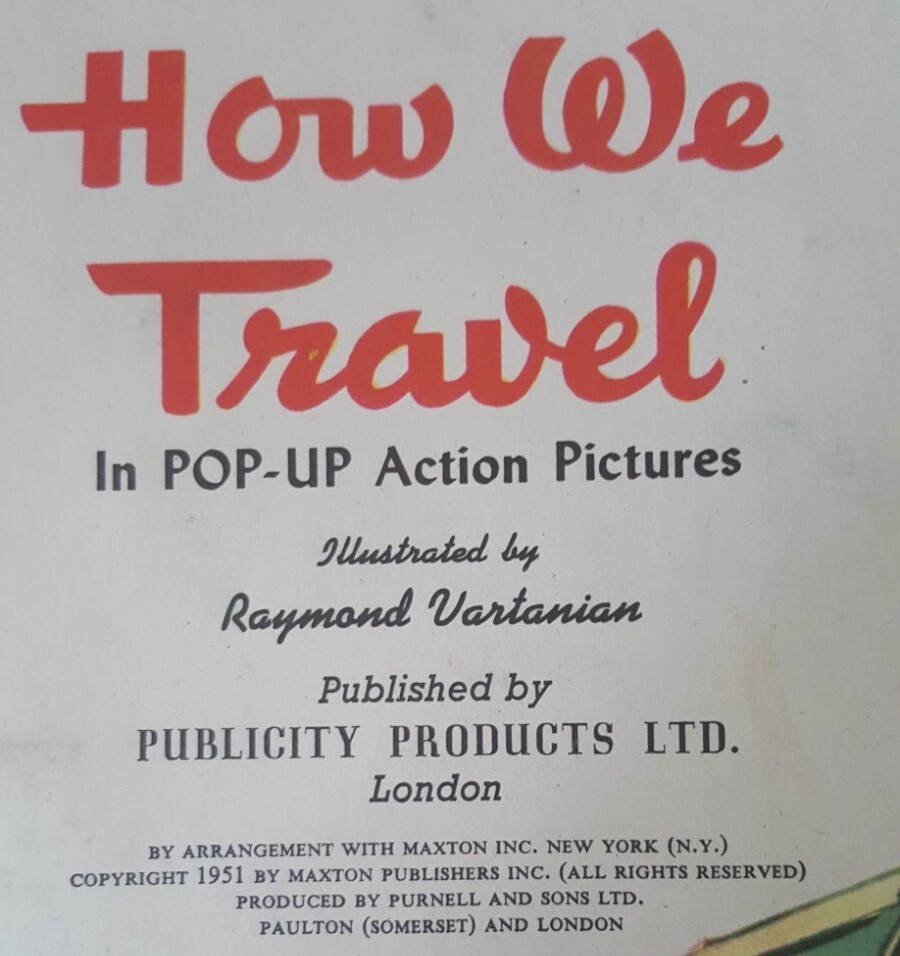 How We
Travel
In POP-UP Action Pictures
Illustrated by
Raymond Vartanian
Published by
PUBLICITY PRODUCTS LTD.
London
BY ARRANGEMENT WITH MAXTON INC. NEW YORK (N.Y.)
COPYRIGHT 1951 BY MAXTON PUBLISHERS INC. (ALL RIGHTS RESERVED)
PRODUCED BY PURNELL AND SONS LTD.
PAULTON (SOMERSET) AND LONDON